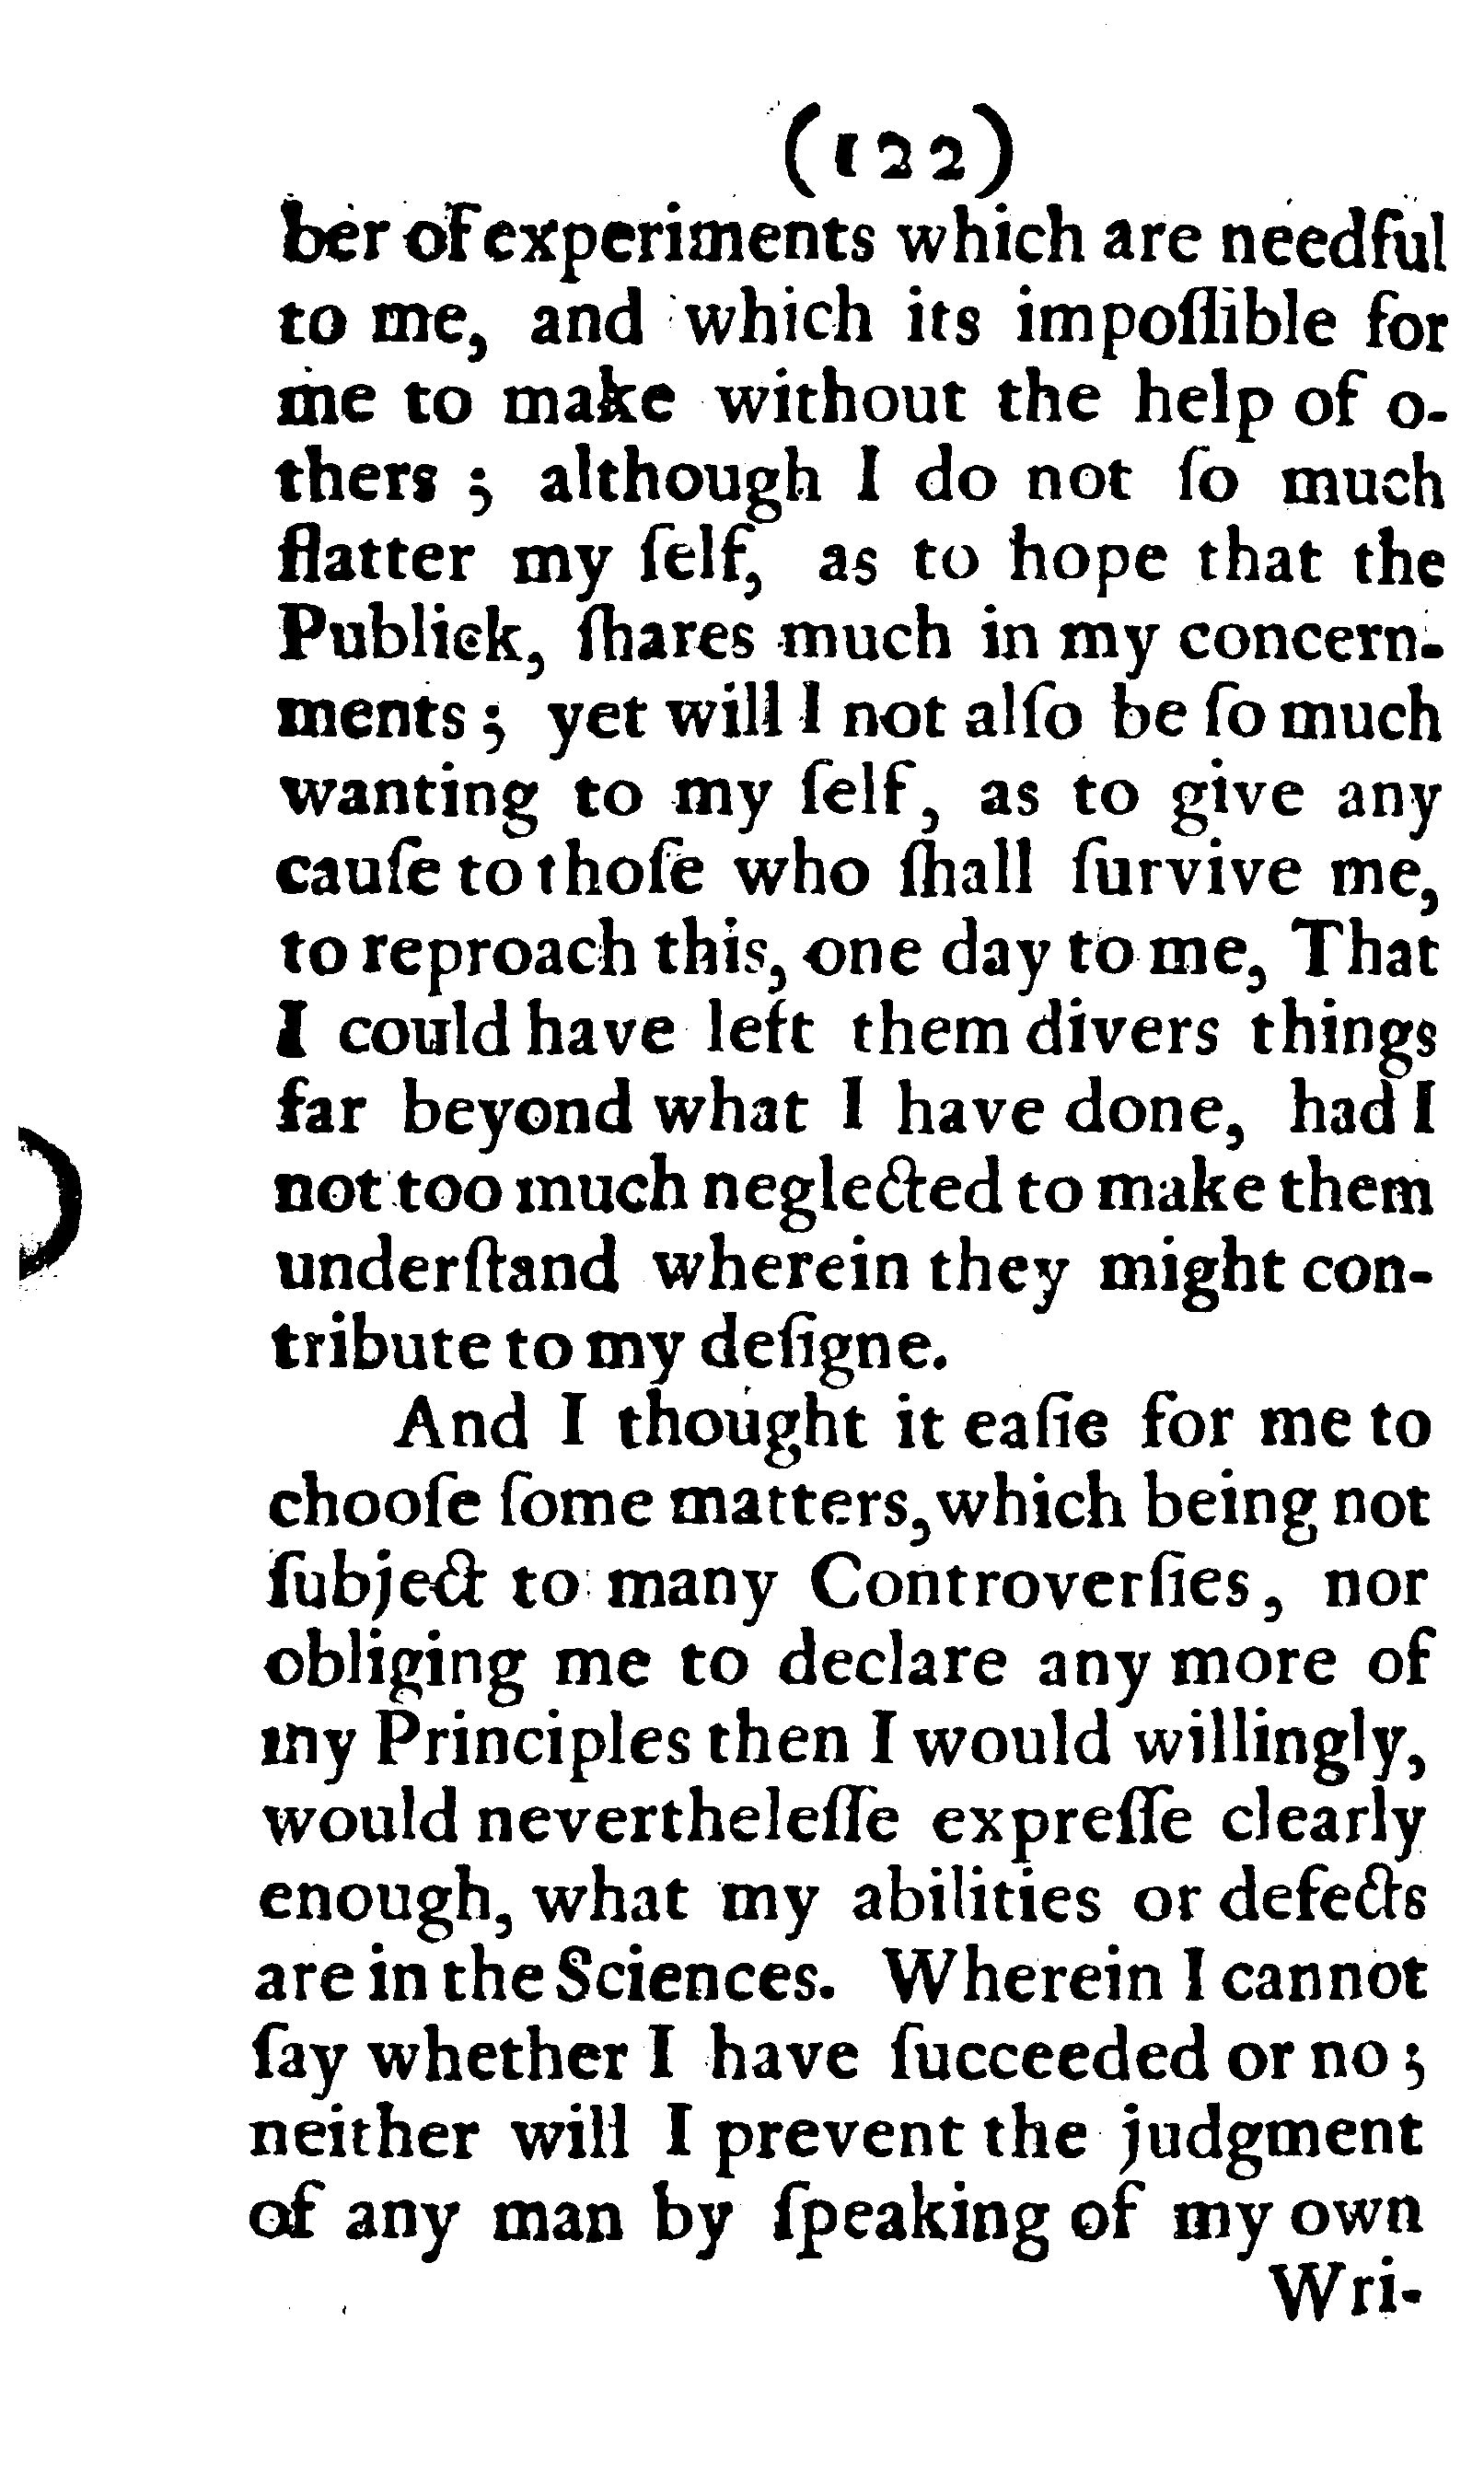 (122)
ber of experiments which are needful
to me, and which its impoſſible for
me to make without the help of o-
thers ; although I do not ſo much
flatter my ſelf, as to hope that the
Publick, ſhares much in my concern-
ments ; yet will I not alſo be ſo much
wanting to my ſelf, as to give any
cauſe to thoſe who ſhall ſurvive me,
to reproach this, one day to me, That
I could have left them divers things
far beyond what I have done, had I
not too much neglected to make them
underſtand wherein they might con-
tribute to my deſigne.
And I thought it eaſie for me to
chooſe ſome matters, which being not
ſubject to many Controverſies, nor
obliging me to declare any more of
my Principles then I would willingly,
would nevertheleſſe expreſſe clearly
enough, what my abilities or defects
are in the Sciences. Wherein I cannot
ſay whether I have ſucceeded or no ;
neither will I prevent the judgment
of any man by ſpeaking of my own
Wri-